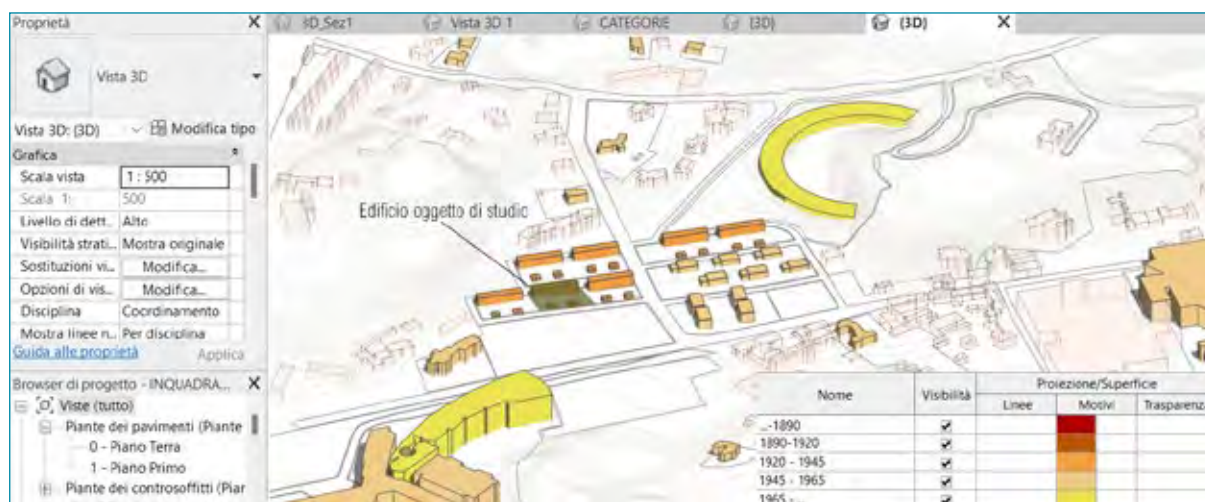 Proprietà
3D_Sez1
Vista 3D 1
CATEGORIE
{3D}
{3D}
Vista 3D
Vista 3D: {3D}
Modifica tipo
Grafica
Scala vista
1 : 500
Scala 1:
500
Livello di dett...
Alto
Visibilità strati...
Mostra originale
Sostituzioni vi...
Modifica...
Opzioni di vis...
Modifica...
Disciplina
Coordinamento
Mostra linee n...
Per disciplina
Guida alle proprietà
Applica
Browser di progetto - INQUADRA...
Viste (tutto)
Piante dei pavimenti (Piante
0 - Piano Terra
1 - Piano Primo
Piante dei controsoffitti (Piar
Edificio oggetto di studio
Nome
Visibilità
Proiezione/Superficie
Linee
Motivi
Trasparenza
...-1890
1890-1920
1920 - 1945
1945 - 1965
1965 - ...